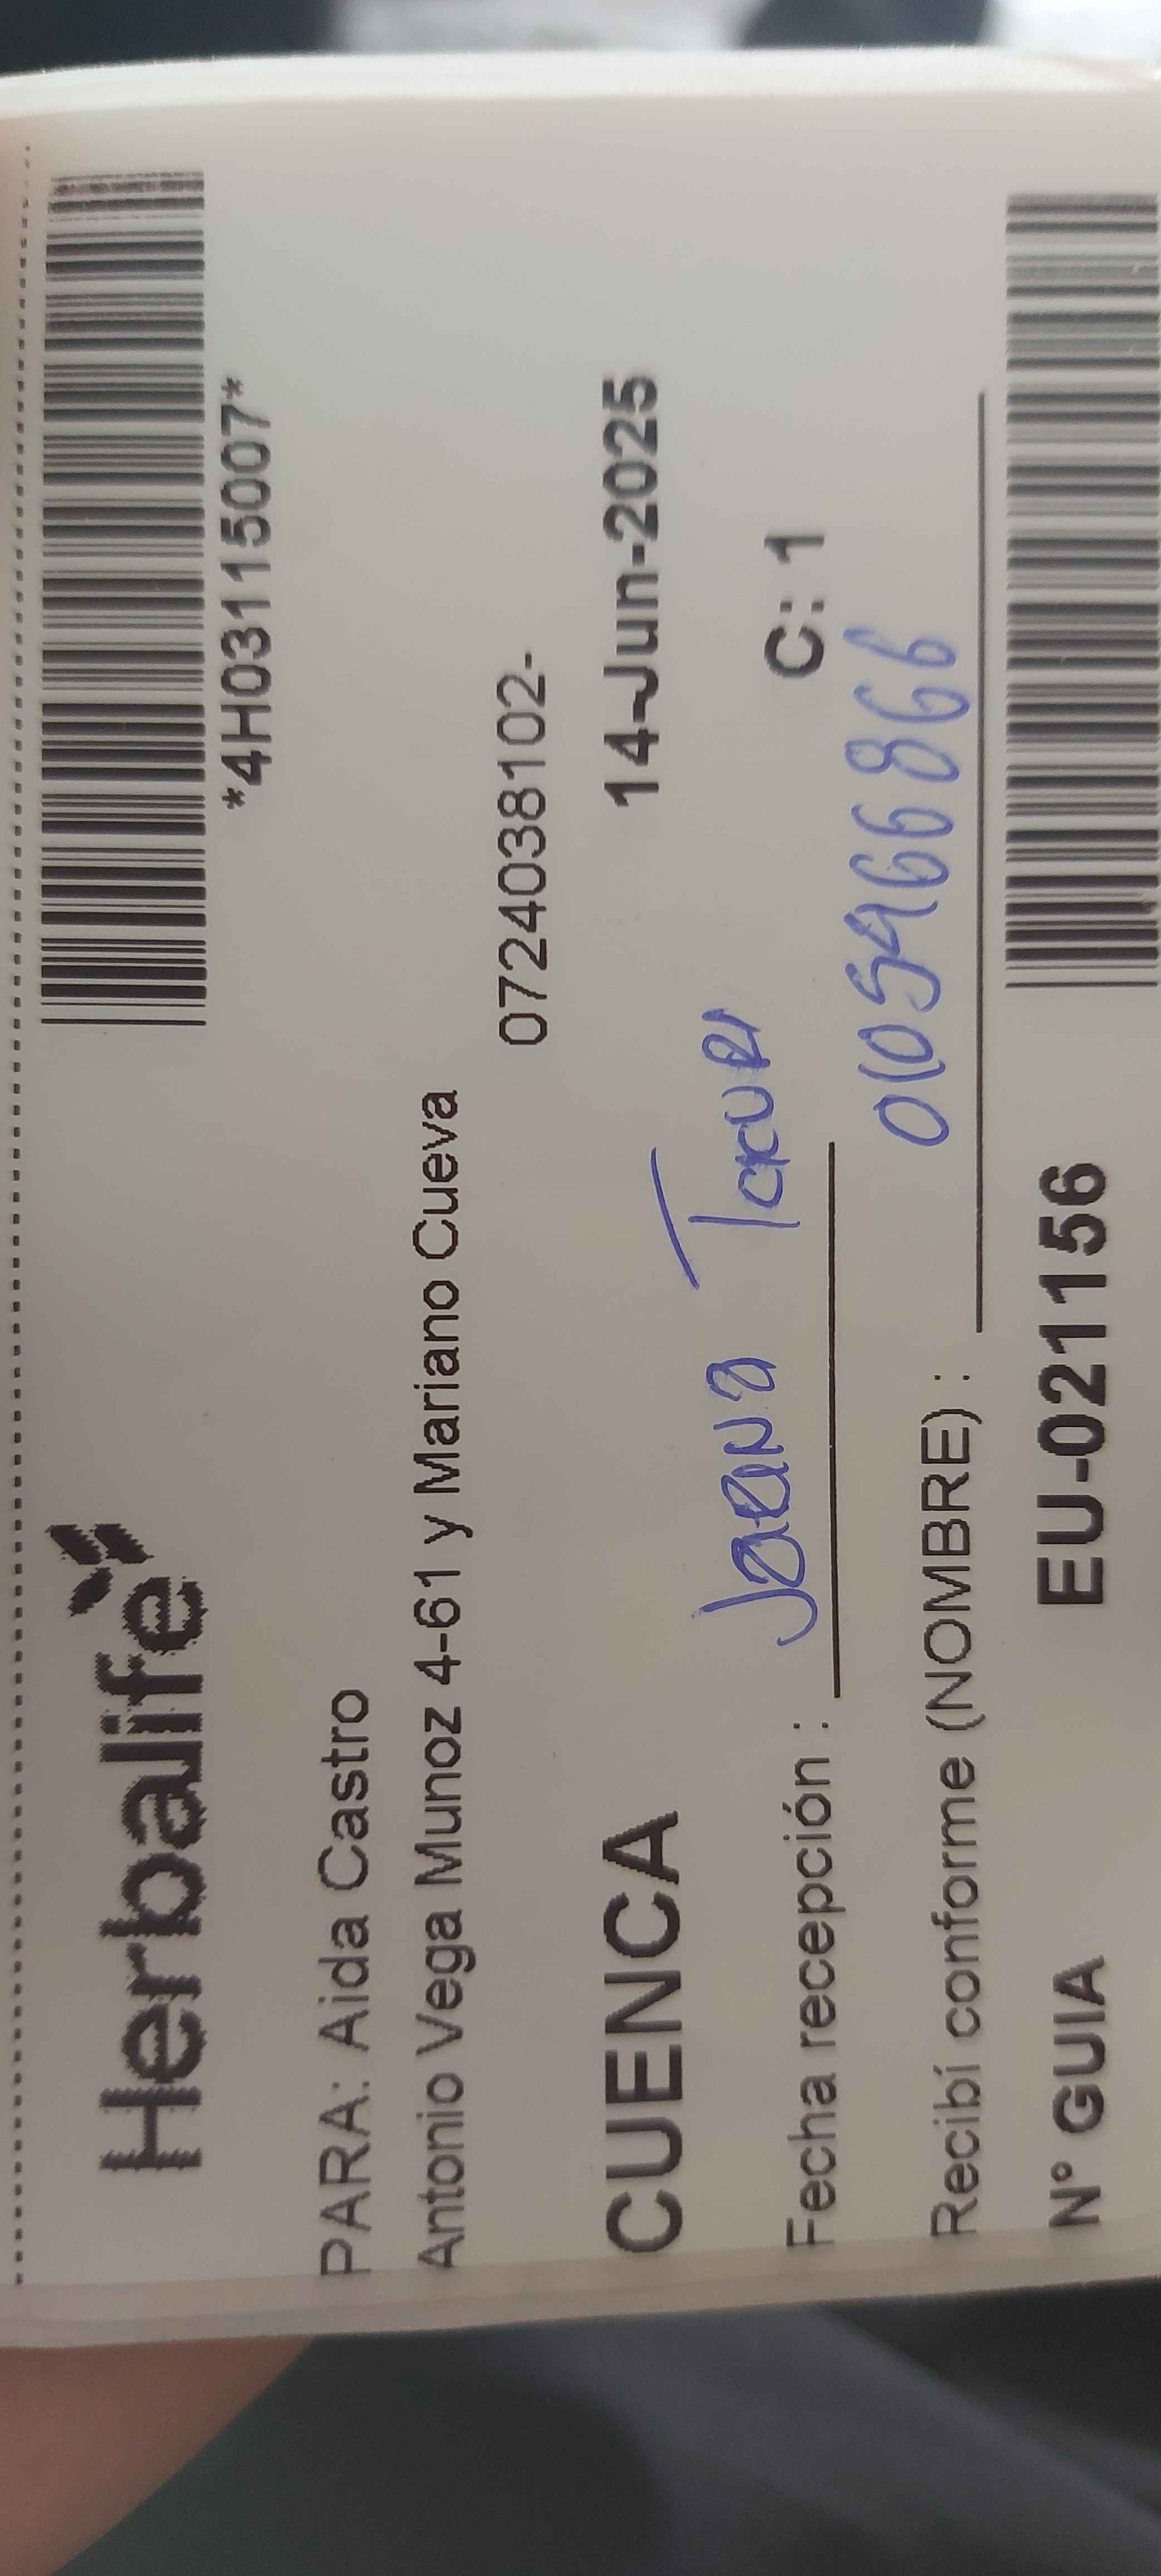 Herbalife
*4H03115007*
PARA: Aida Castro
Antonio Vega Munoz 4-61 y Mariano Cueva
0724038102-
CUENCA 14-Jun-2025
Fecha recepción : C: 1
Recibí conforme (NOMBRE) :
N° GUIA EU-021156